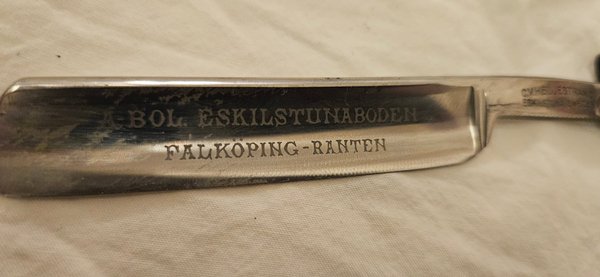 A-BOL. ESKILSTUNABODEN
FALKÖPING-RANTEN